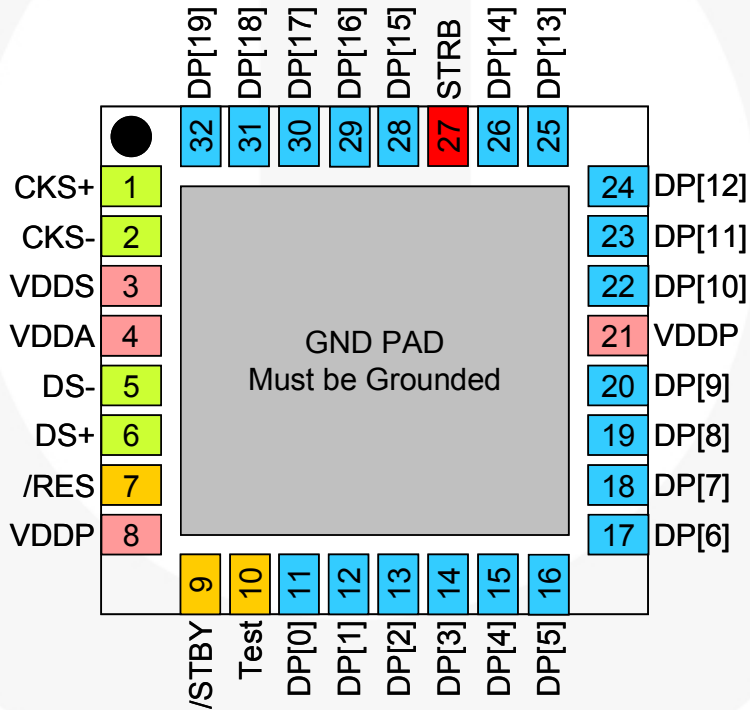 DP[19] DP[18] DP[17] DP[16] DP[15] STRB DP[14] DP[13]
32 31 30 29 28 27 26 25
CKS+ 1
CKS- 2
VDDS 3
VDDA 4
DS- 5
DS+ 6
/RES 7
VDDP 8
GND PAD
Must be Grounded
24 DP[12]
23 DP[11]
22 DP[10]
21 VDDP
20 DP[9]
19 DP[8]
18 DP[7]
17 DP[6]
9 10 11 12 13 14 15 16
/STBY Test DP[0] DP[1] DP[2] DP[3] DP[4] DP[5]